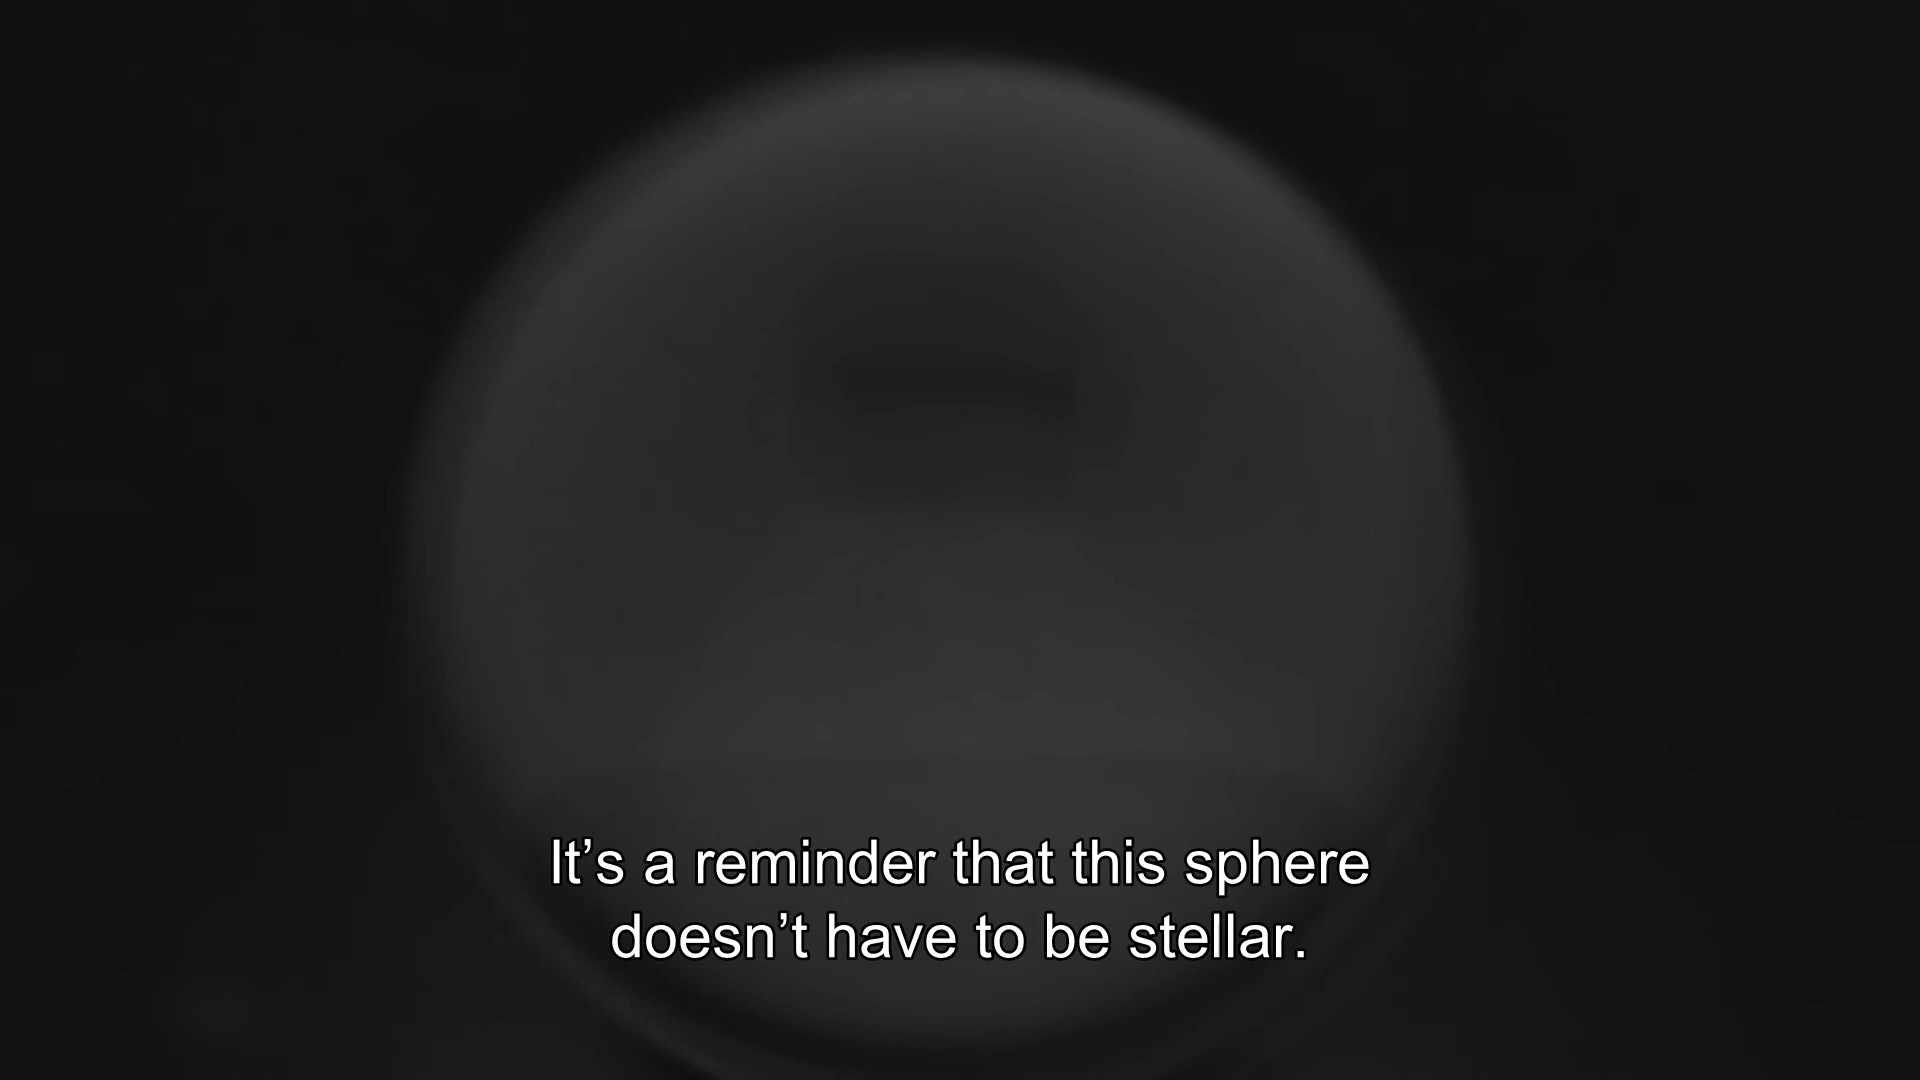 It’s a reminder that this sphere
doesn’t have to be stellar.